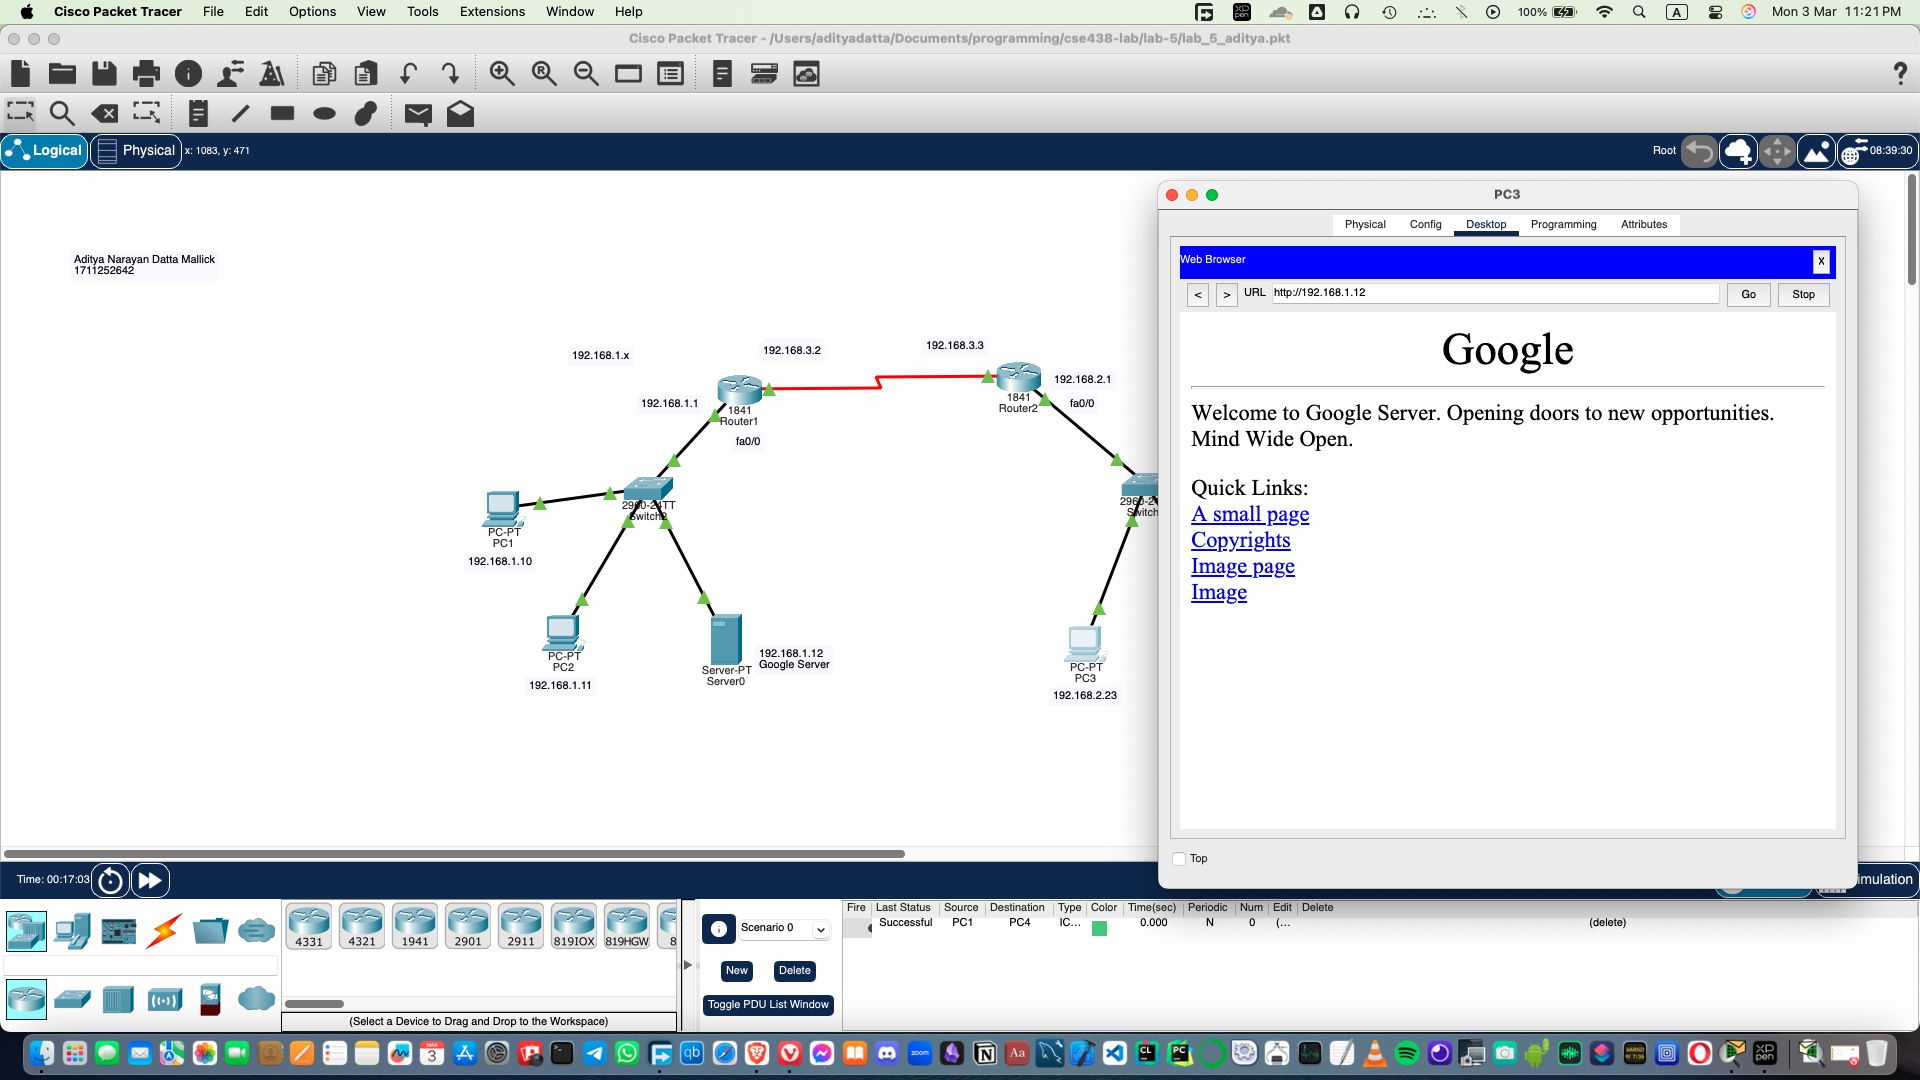 Cisco Packet Tracer File Edit Options View Tools Extensions Window Help 100% A Mon 3 Mar 11:21 PM
Cisco Packet Tracer - /Users/adityadatta/Documents/programming/cse438-lab/lab-5/lab_5_aditya.pkt
Logical Physical x: 1083, y: 471 Root 08:39:30
PC3
Physical Config Desktop Programming Attributes
Web Browser X
< > URL http://192.168.1.12 Go Stop
Google
Welcome to Google Server. Opening doors to new opportunities.
Mind Wide Open.
Quick Links:
A small page
Copyrights
Image page
Image
Top
Aditya Narayan Datta Mallick
1711252642
192.168.1.x
192.168.3.2
192.168.3.3
192.168.1.1
1841
Router1
fa0/0
1841
Router2
192.168.2.1
fa0/0
2960-24TT
Switch2
2960-2
Switch
PC-PT
PC1
192.168.1.10
PC-PT
PC2
192.168.1.11
Server-PT
Server0
192.168.1.12
Google Server
PC-PT
PC3
192.168.2.23
Time: 00:17:03 imulation
4331 4321 1941 2901 2911 819IOX 819HGW 8
(Select a Device to Drag and Drop to the Workspace)
Scenario 0
New Delete
Toggle PDU List Window
Fire Last Status Source Destination Type Color Time(sec) Periodic Num Edit Delete
Successful PC1 PC4 IC... 0.000 N 0 (... (delete)